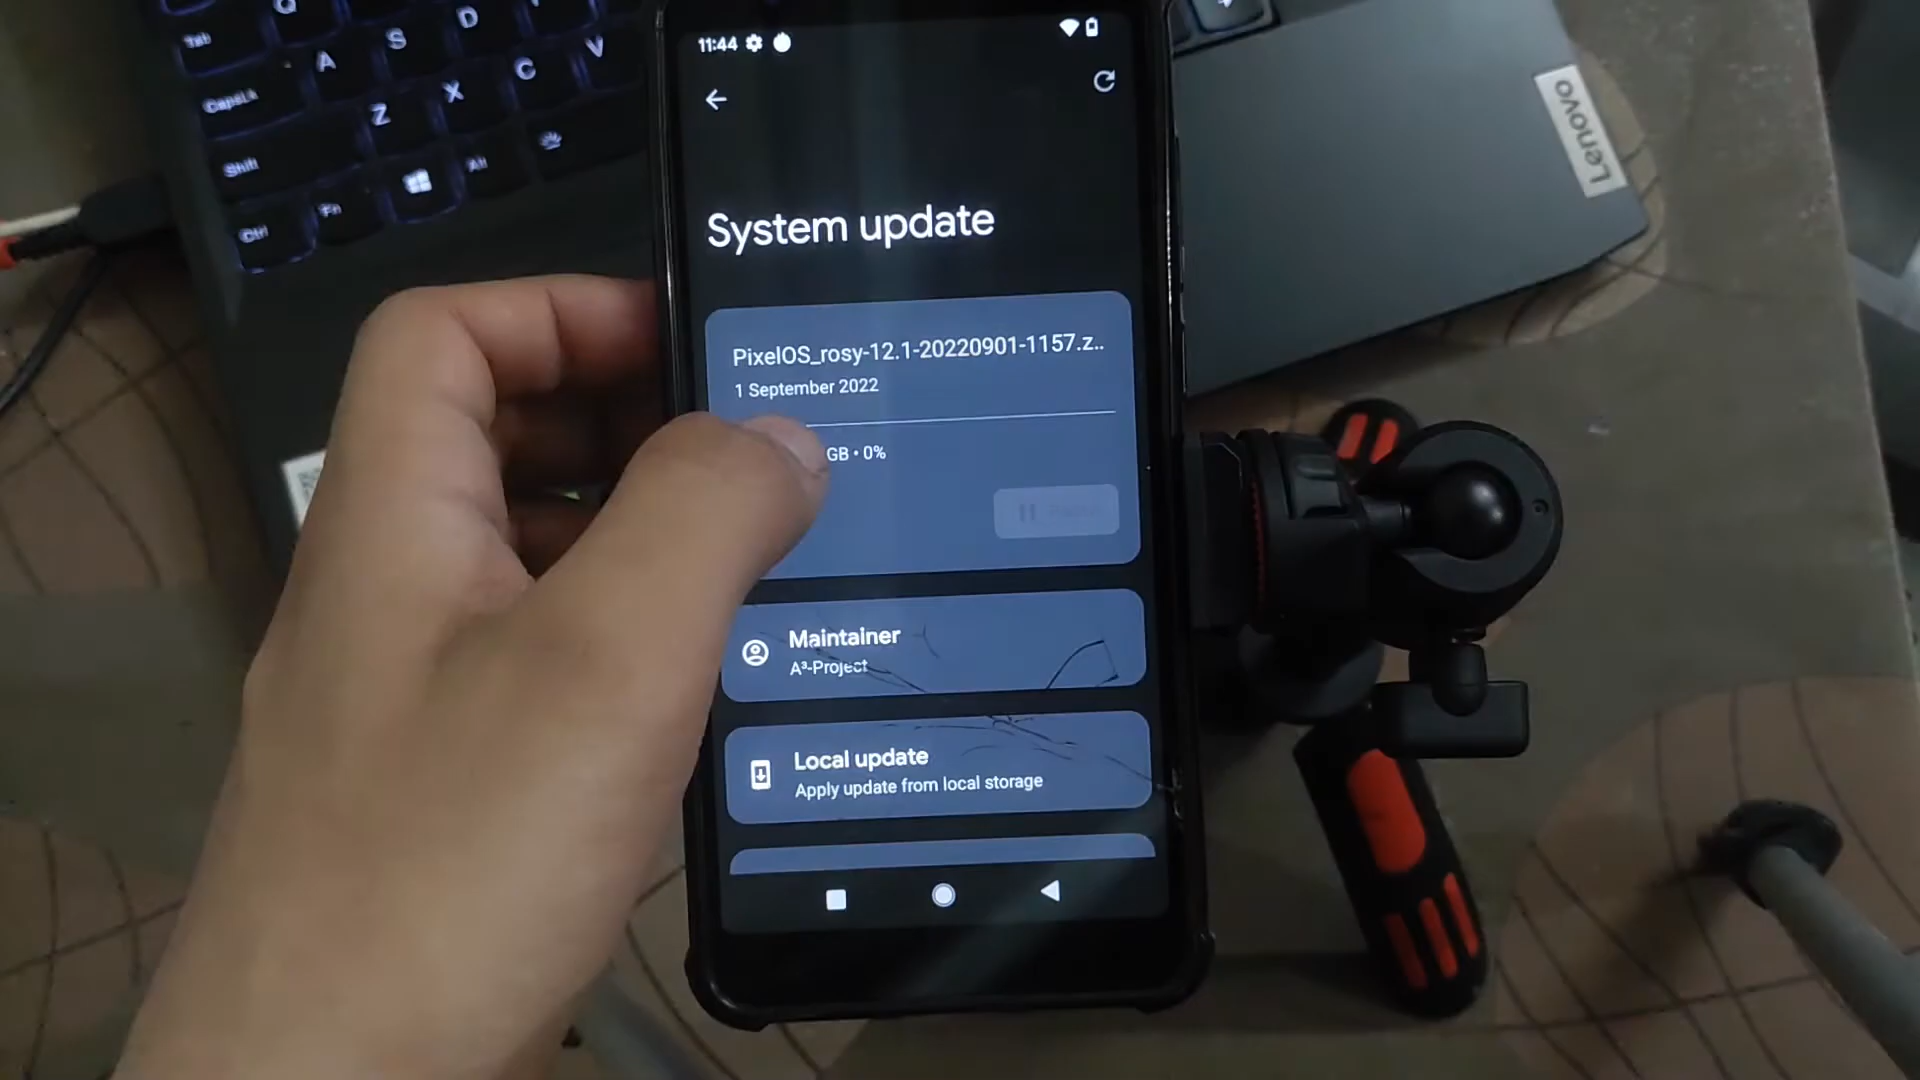 Q
Tab
A
S
D
CapsLk
Z
X
C
V
Shift
Alt
Fn
Ctrl
Lenovo
11:44
System update
PixelOS_rosy-12.1-20220901-1157.z..
1 September 2022
GB • 0%
Pause
Maintainer
A³-Project
Local update
Apply update from local storage